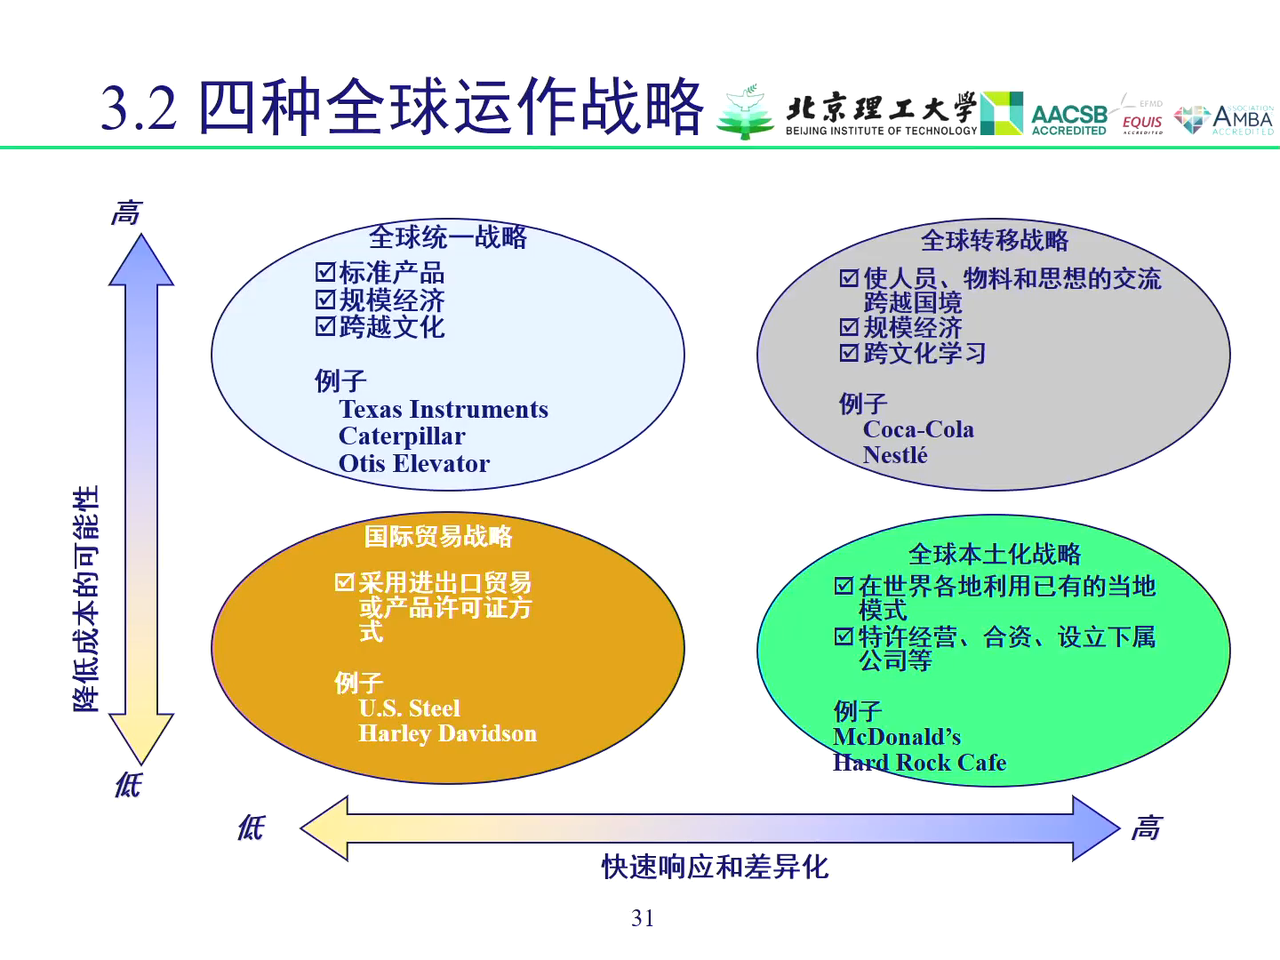 3.2 四种全球运作战略
北京理工大学
BEIJING INSTITUTE OF TECHNOLOGY
AACSB
ACCREDITED
EFMD
EQUIS
ACCREDITED
ASSOCIATION
AMBA
ACCREDITED
高
全球统一战略
标准产品
规模经济
跨越文化
例子
Texas Instruments
Caterpillar
Otis Elevator
全球转移战略
使人员、物料和思想的交流
跨越国境
规模经济
跨文化学习
例子
Coca-Cola
Nestlé
降低成本的可能性
国际贸易战略
采用进出口贸易
或产品许可证方
式
例子
U.S. Steel
Harley Davidson
全球本土化战略
在世界各地利用已有的当地
模式
特许经营、合资、设立下属
公司等
例子
McDonald’s
Hard Rock Cafe
低
低
高
快速响应和差异化
31